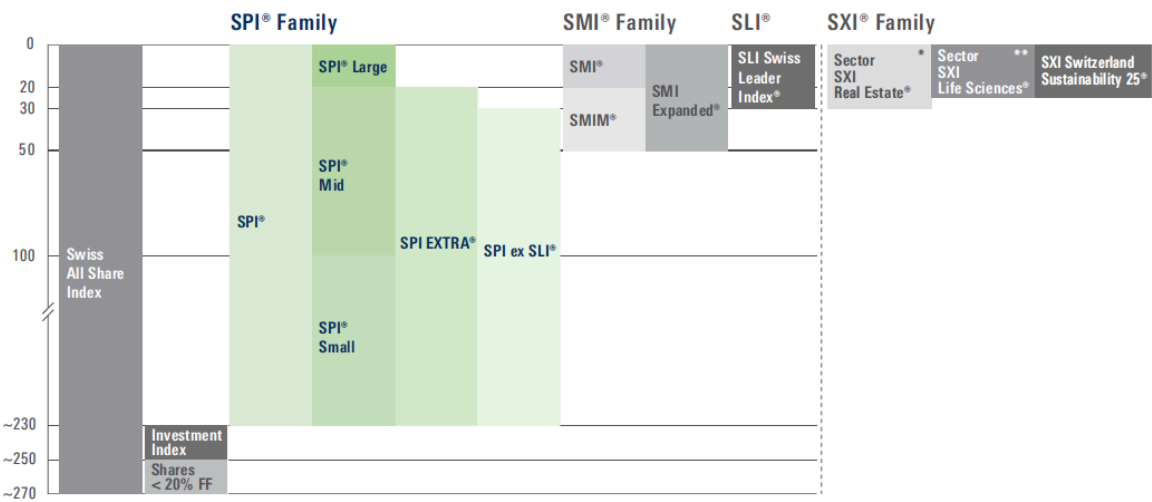 SPI® Family
SMI® Family
SLI®
SXI® Family
0
20
30
50
100
~230
~250
~270
Swiss
All Share
Index
Investment
Index
Shares
< 20% FF
SPI®
SPI® Large
SPI®
Mid
SPI®
Small
SPI EXTRA®
SPI ex SLI®
SMI®
SMIM®
SMI
Expanded®
SLI Swiss
Leader
Index®
Sector *
SXI
Real Estate®
Sector **
SXI
Life Sciences®
SXI Switzerland
Sustainability 25®